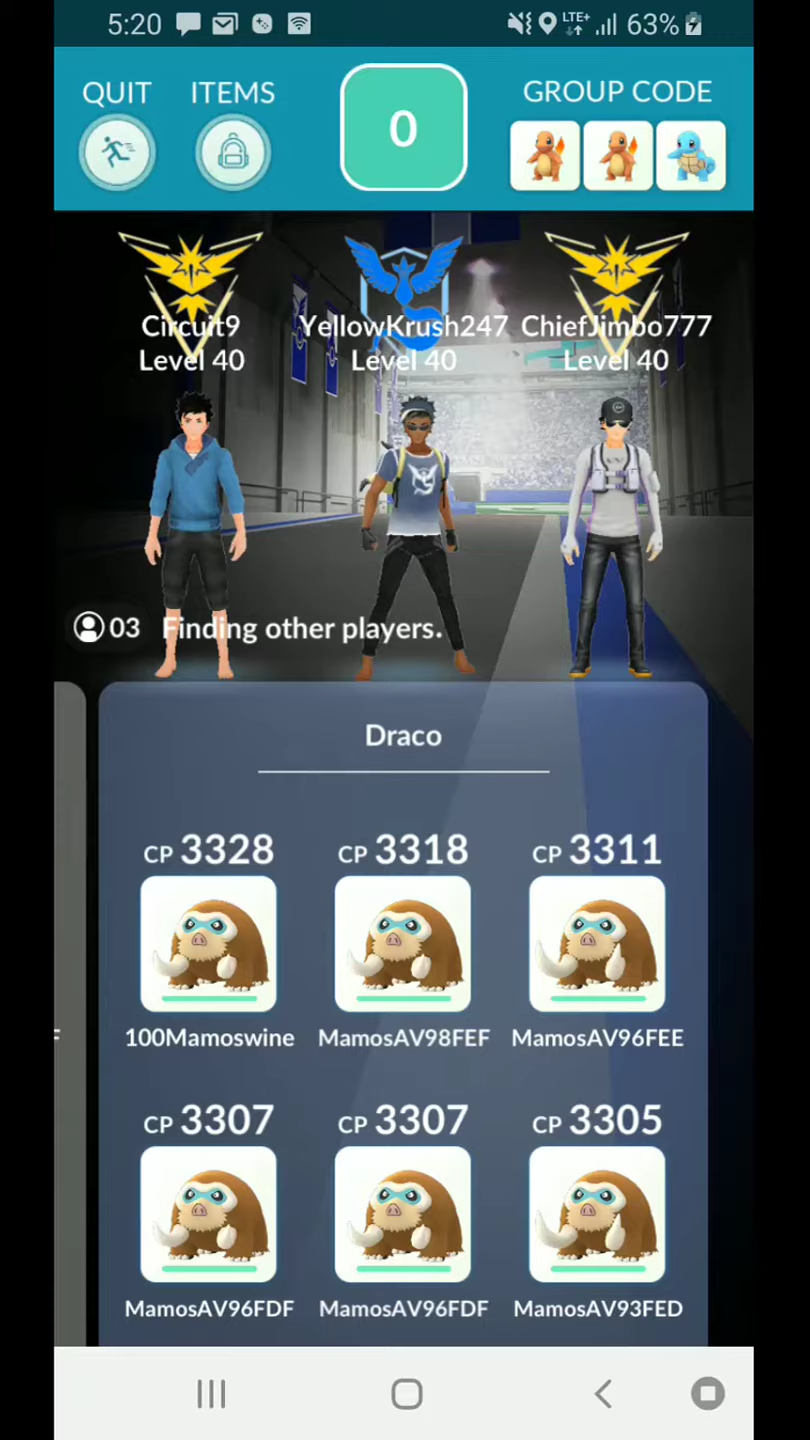 5:20 LTE+ 63%
QUIT ITEMS 0 GROUP CODE
Circuit9 YellowKrush247 ChiefJimbo777
Level 40 Level 40 Level 40
03 Finding other players.
Draco
CP 3328 CP 3318 CP 3311
F 100Mamoswine MamosAV98FEF MamosAV96FEE
CP 3307 CP 3307 CP 3305
MamosAV96FDF MamosAV96FDF MamosAV93FED